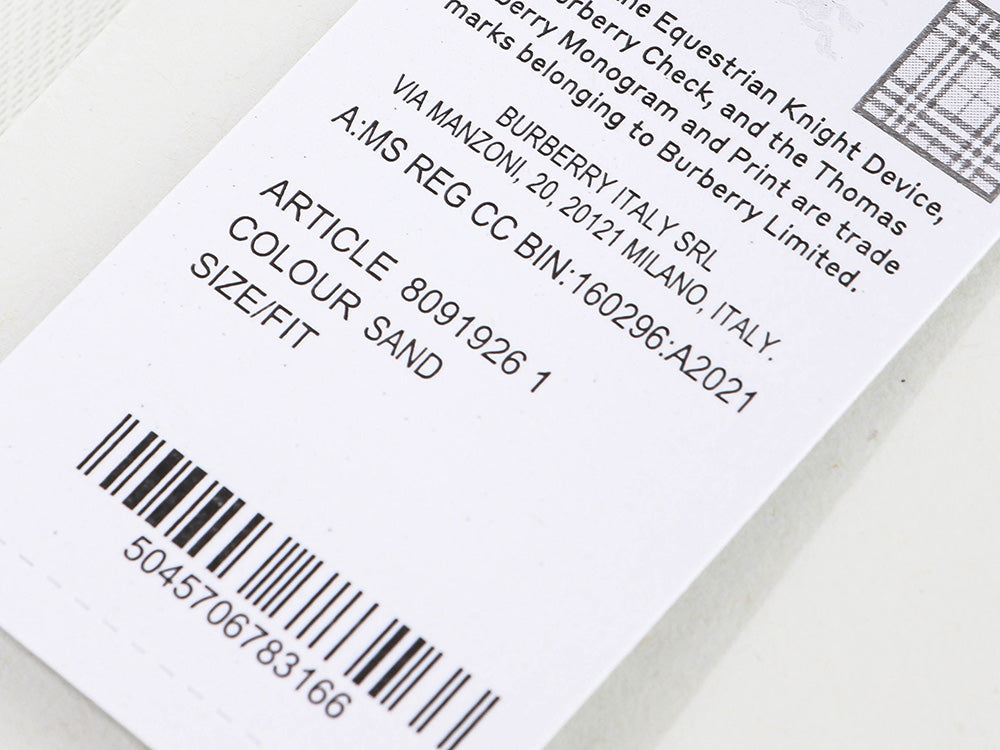 Equestrian Knight Device,
Check, and the Thomas
Monogram and Print are trade
marks belonging to Burberry Limited.
BURBERRY ITALY SRL
VIA MANZONI, 20, 20121 MILANO, ITALY.
A:MS REG CC BIN:160296:A2021
ARTICLE 8091926 1
COLOUR SAND
SIZE/FIT
5045706783166